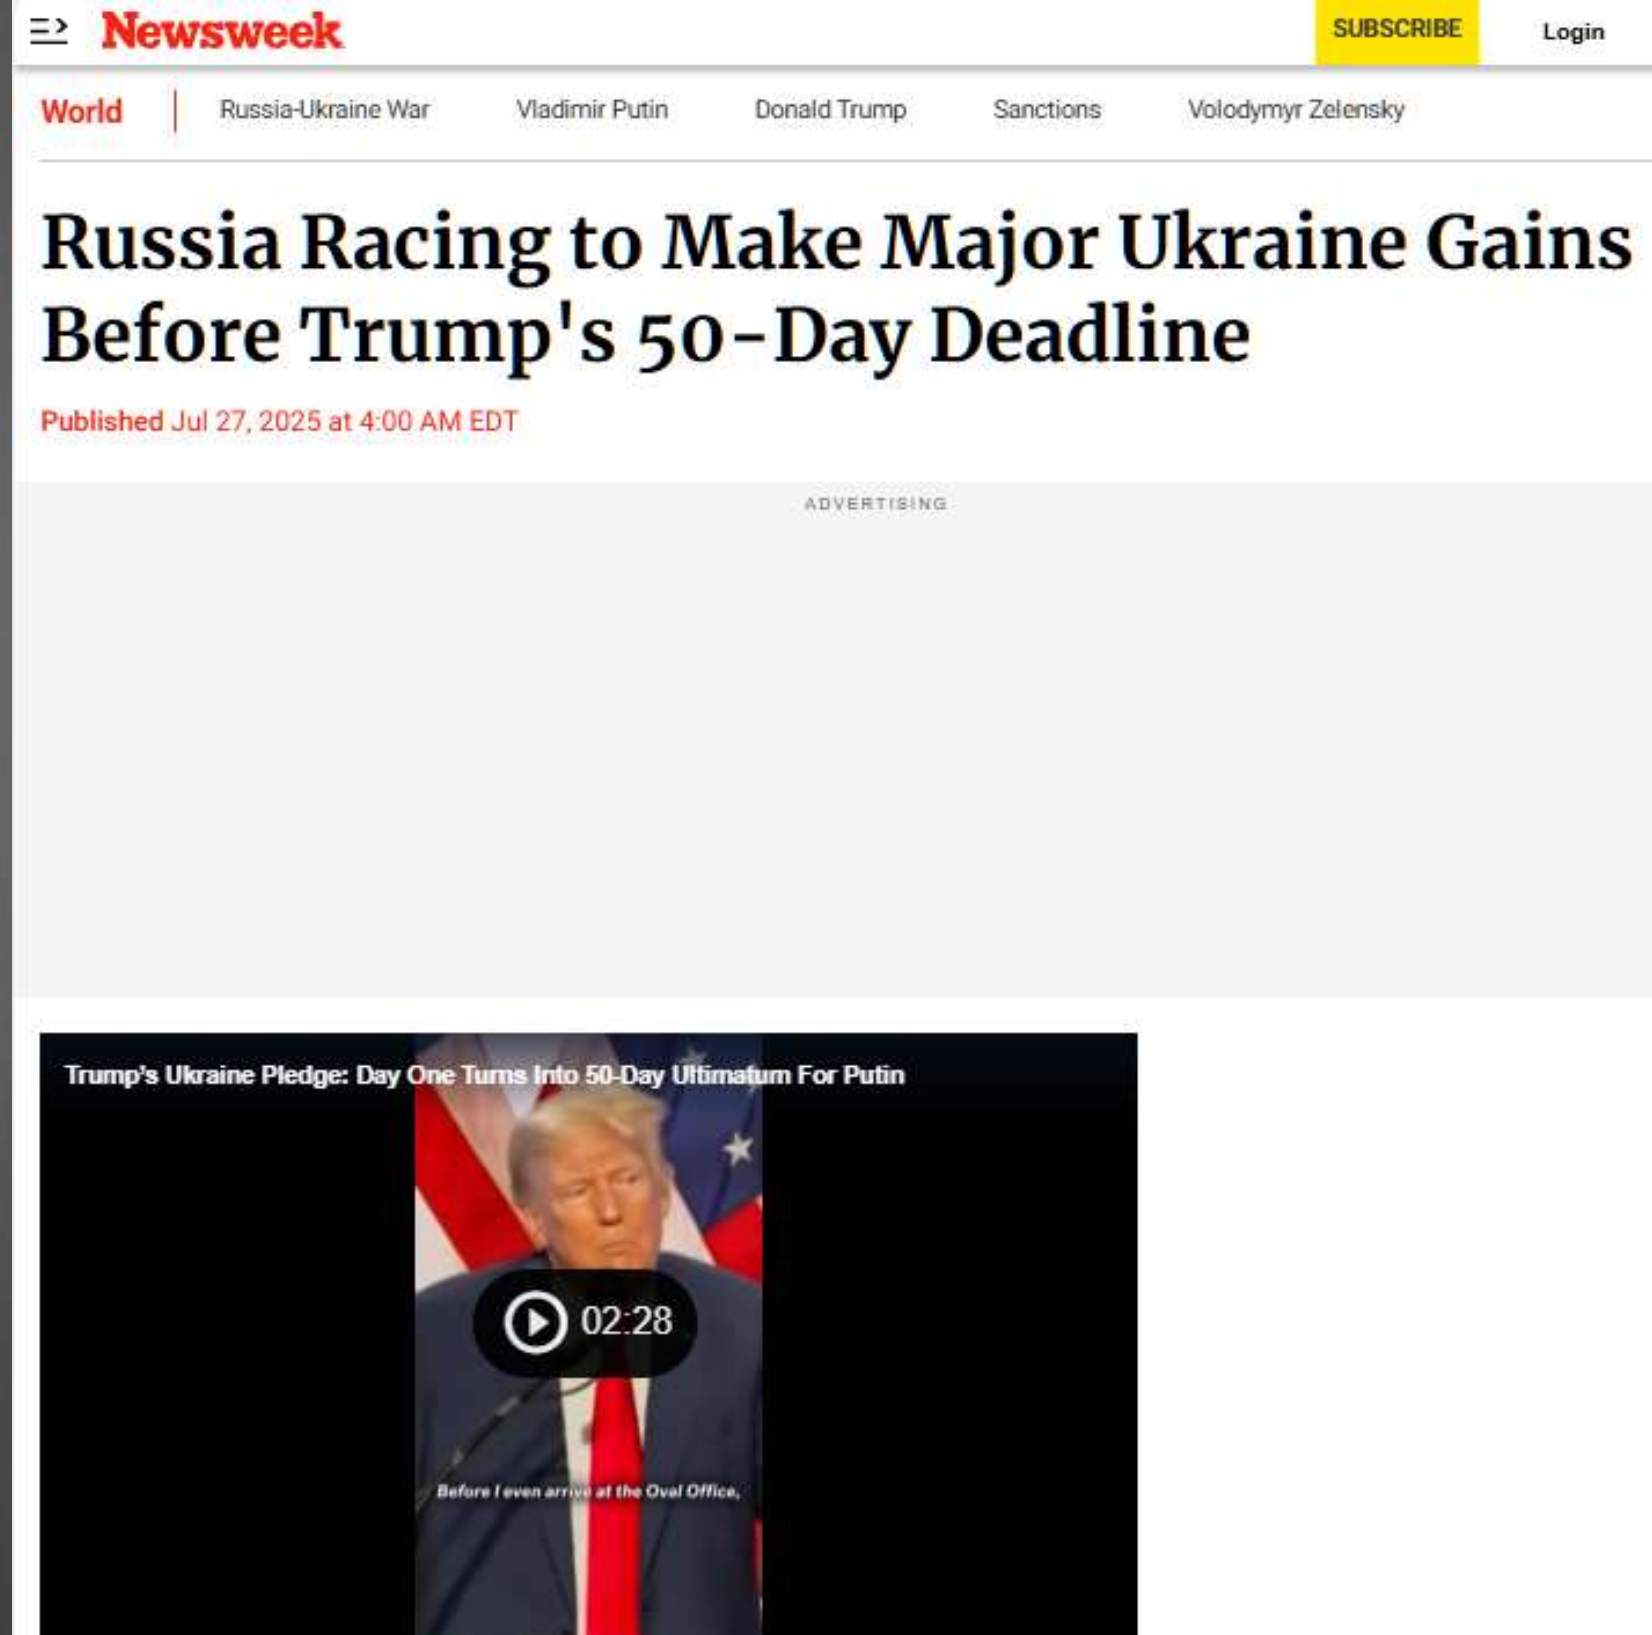 Newsweek
SUBSCRIBE
Login
World
Russia-Ukraine War
Vladimir Putin
Donald Trump
Sanctions
Volodymyr Zelensky
Russia Racing to Make Major Ukraine Gains
Before Trump's 50-Day Deadline
Published Jul 27, 2025 at 4:00 AM EDT
ADVERTISING
Trump's Ukraine Pledge: Day One Turns Into 50-Day Ultimatum For Putin
02:28
Before I even arrive at the Oval Office,